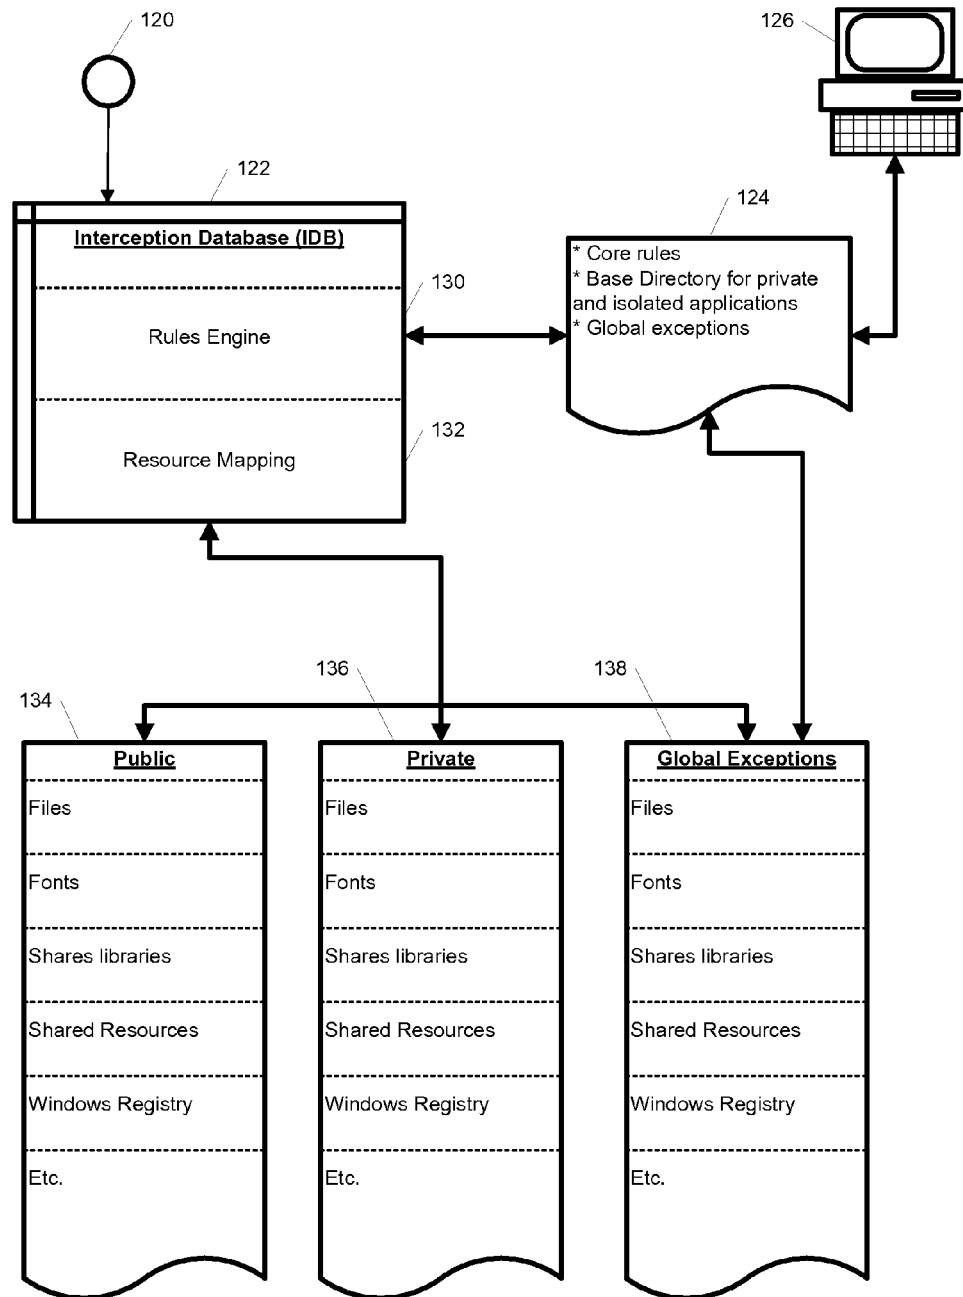 120
126
122
124
Interception Database (IDB)
* Core rules
* Base Directory for private
and isolated applications
* Global exceptions
130
Rules Engine
132
Resource Mapping
134
136
138
Public
Files
Fonts
Shares libraries
Shared Resources
Windows Registry
Etc.
Private
Files
Fonts
Shares libraries
Shared Resources
Windows Registry
Etc.
Global Exceptions
Files
Fonts
Shares libraries
Shared Resources
Windows Registry
Etc.